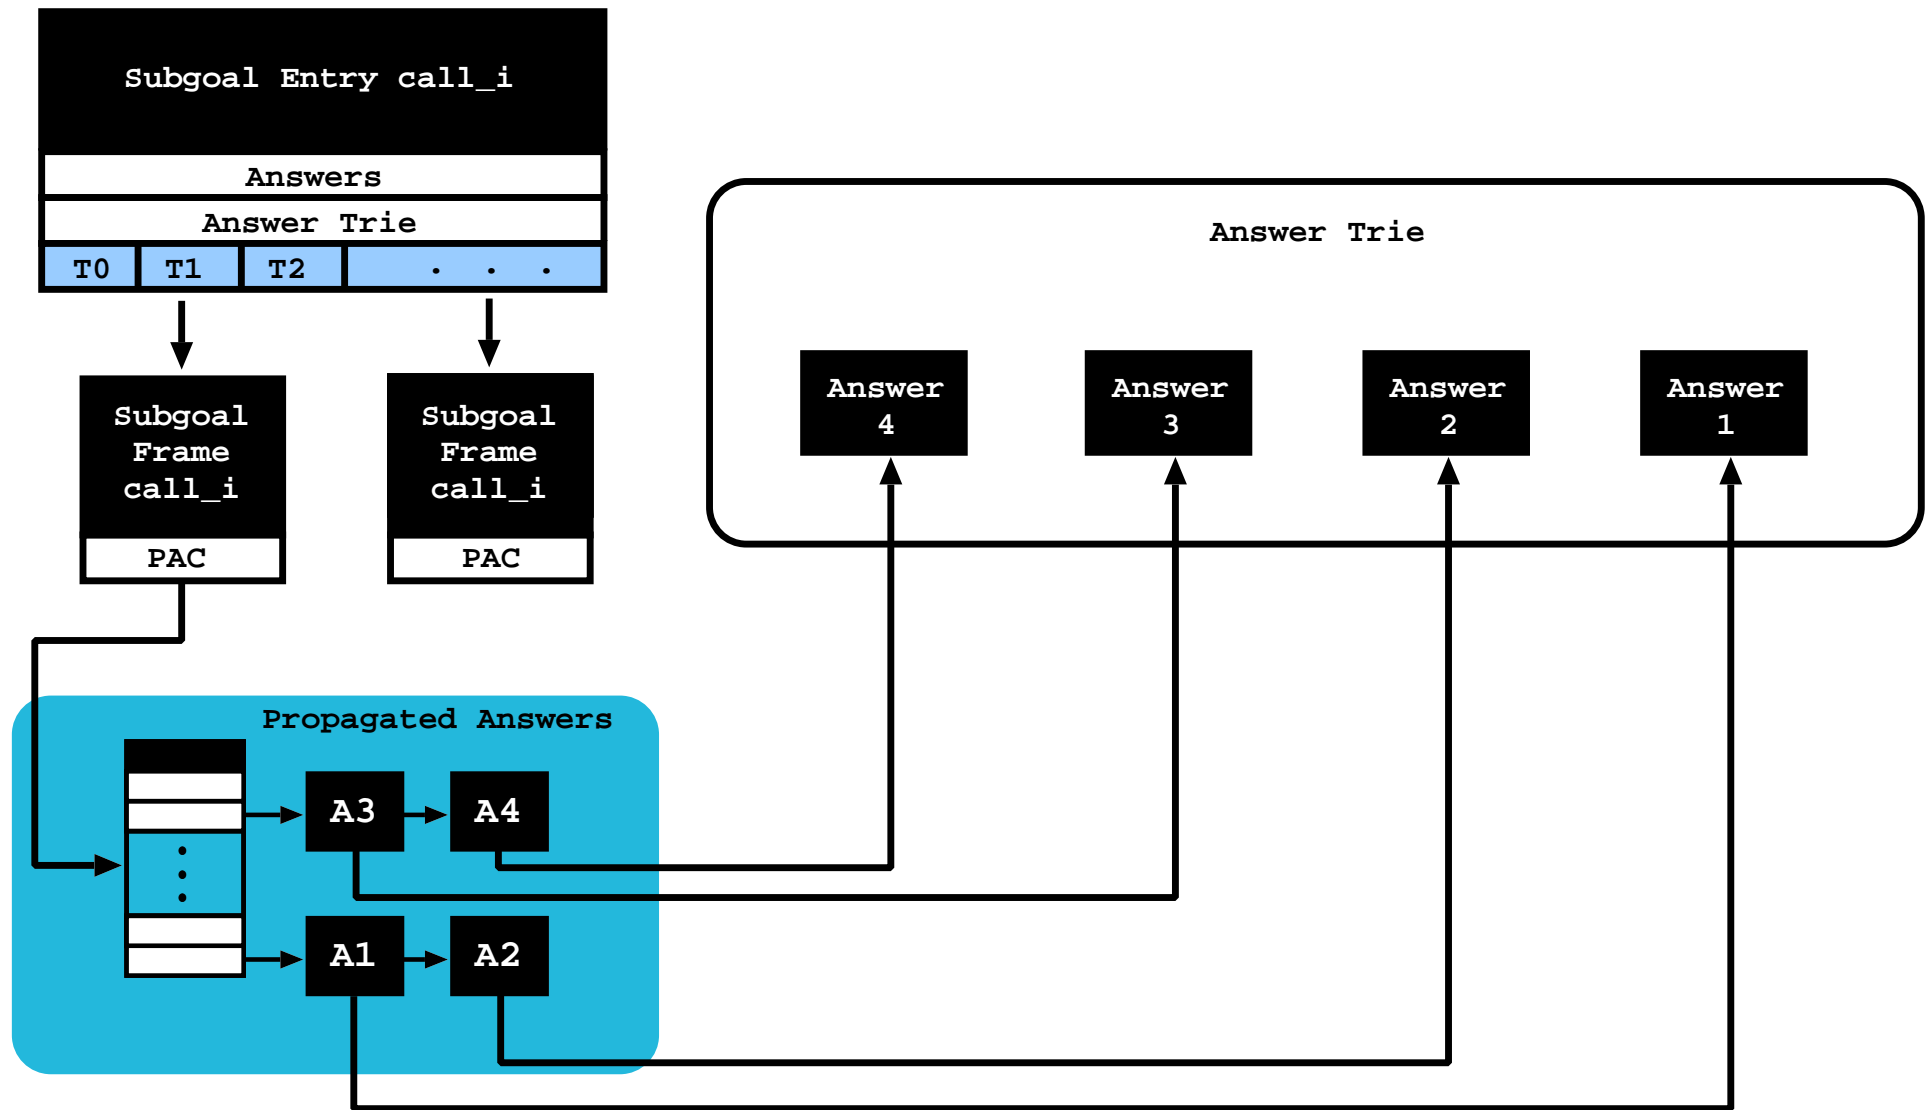 Subgoal Entry call_i
Answers
Answer Trie
T0 T1 T2 . . .
Subgoal
Frame
call_i
PAC
Subgoal
Frame
call_i
PAC
Answer Trie
Answer
4
Answer
3
Answer
2
Answer
1
Propagated Answers
A3 A4
A1 A2